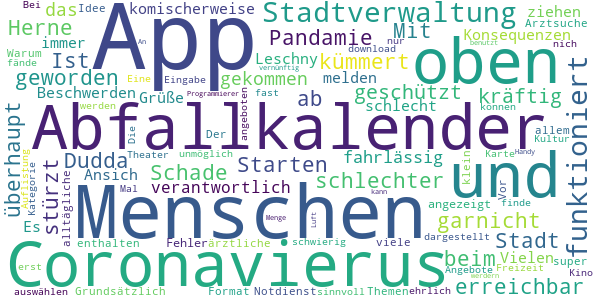 Bei Idee komischerweise Stadtverwaltung ziehen
das App oben Arztsuche
Herne immer Pandemie Mit Konsequenzen
Warum Ist Leschny kümmert nur download nich
fände geworden Eine Eingabe gekommen melden geschützt kräftig
Beschwerden Grüße fast ab schlecht benutzt vernünftig An
Abfallkalender
Programmierer angeboten werden können allem
überhaupt Die Der Kultur funktioniert
Dudda Theater unmöglich fahrlässig klein Karte Handy
stürzt Ansich Starten und
Auflistung Kategorie Schade schlechter Vor
alltägliche Mal verantwortlich angezeigt finde
Es Menschen garnicht
kann dargestellt
Menge Luft Stadt
Fehler ärztliche schwierig viele beim Vielen
enthalten Angebote Freizeit super
Coronavierus Kino
erst werdern erreichbar
auswählen Grundsätzlich Format Notdienst sinnvoll Themen ehrlich